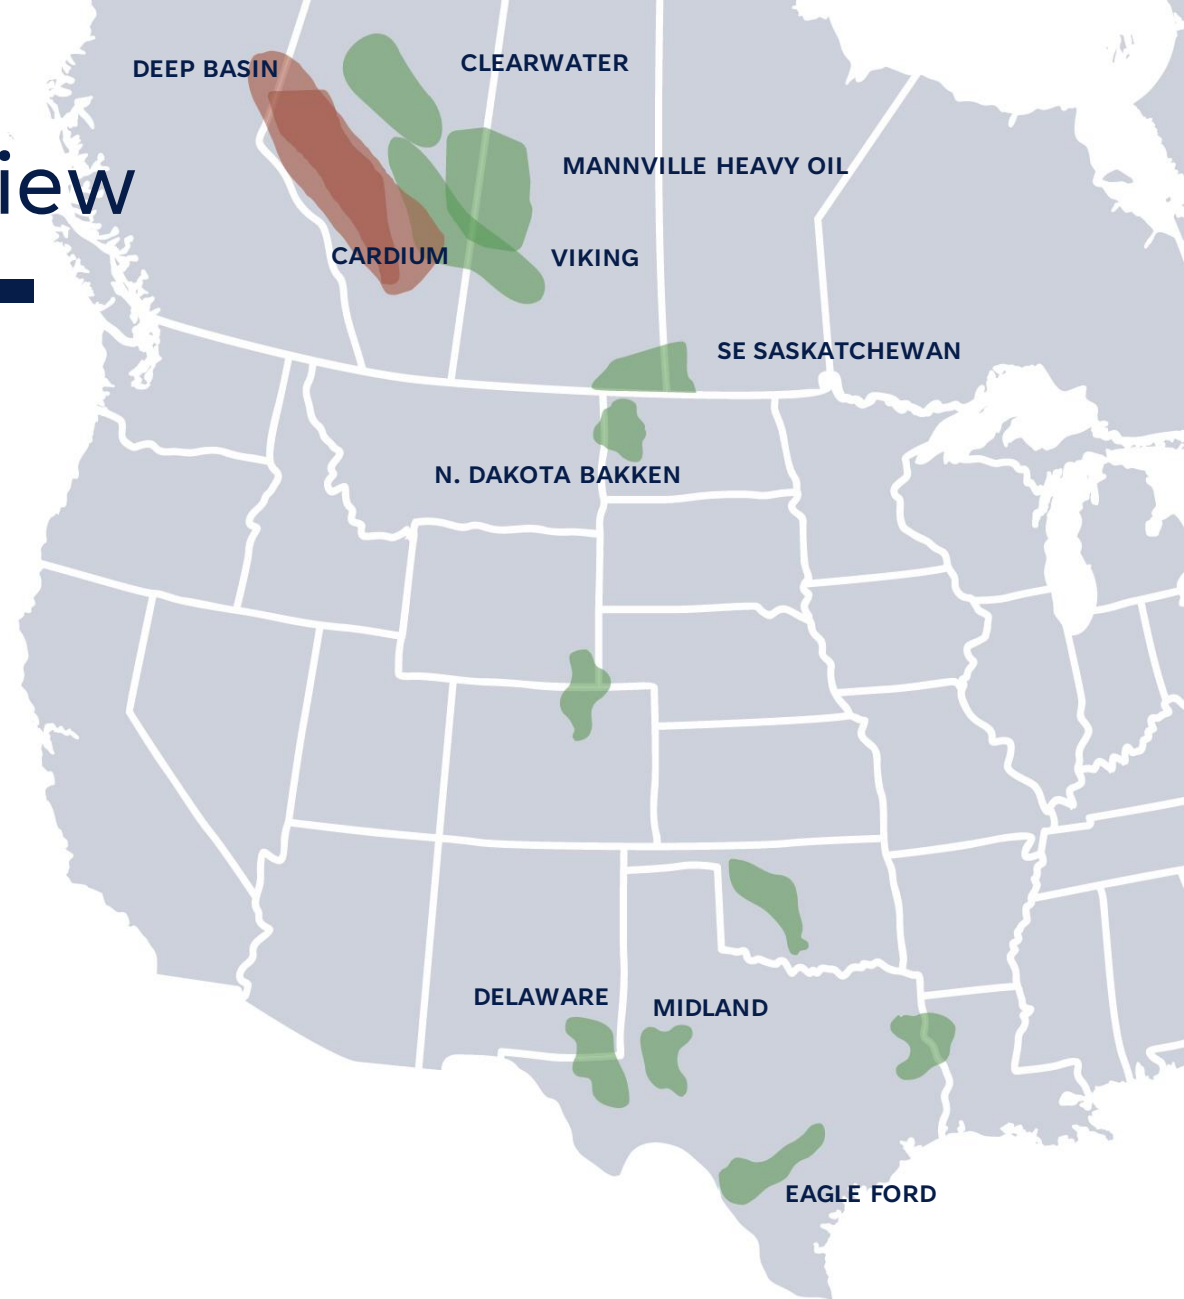 DEEP BASIN
CLEARWATER
MANNVILLE HEAVY OIL
iew
CARDIUM
VIKING
SE SASKATCHEWAN
N. DAKOTA BAKKEN
DELAWARE
MIDLAND
EAGLE FORD